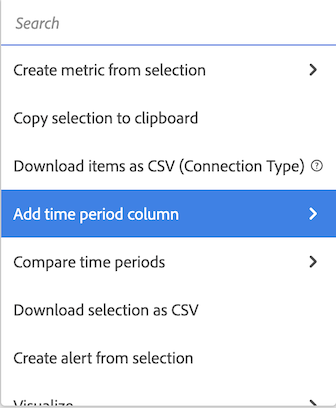 Search
Create metric from selection
Copy selection to clipboard
Download items as CSV (Connection Type)
Add time period column
Compare time periods
Download selection as CSV
Create alert from selection
Visualize